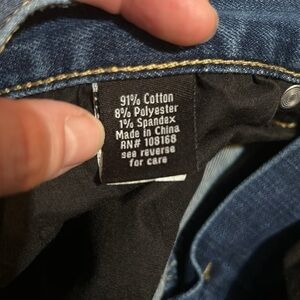 91% Cotton
8% Polyester
1% Spandex
Made in China
RN# 108168
see reverse
for care